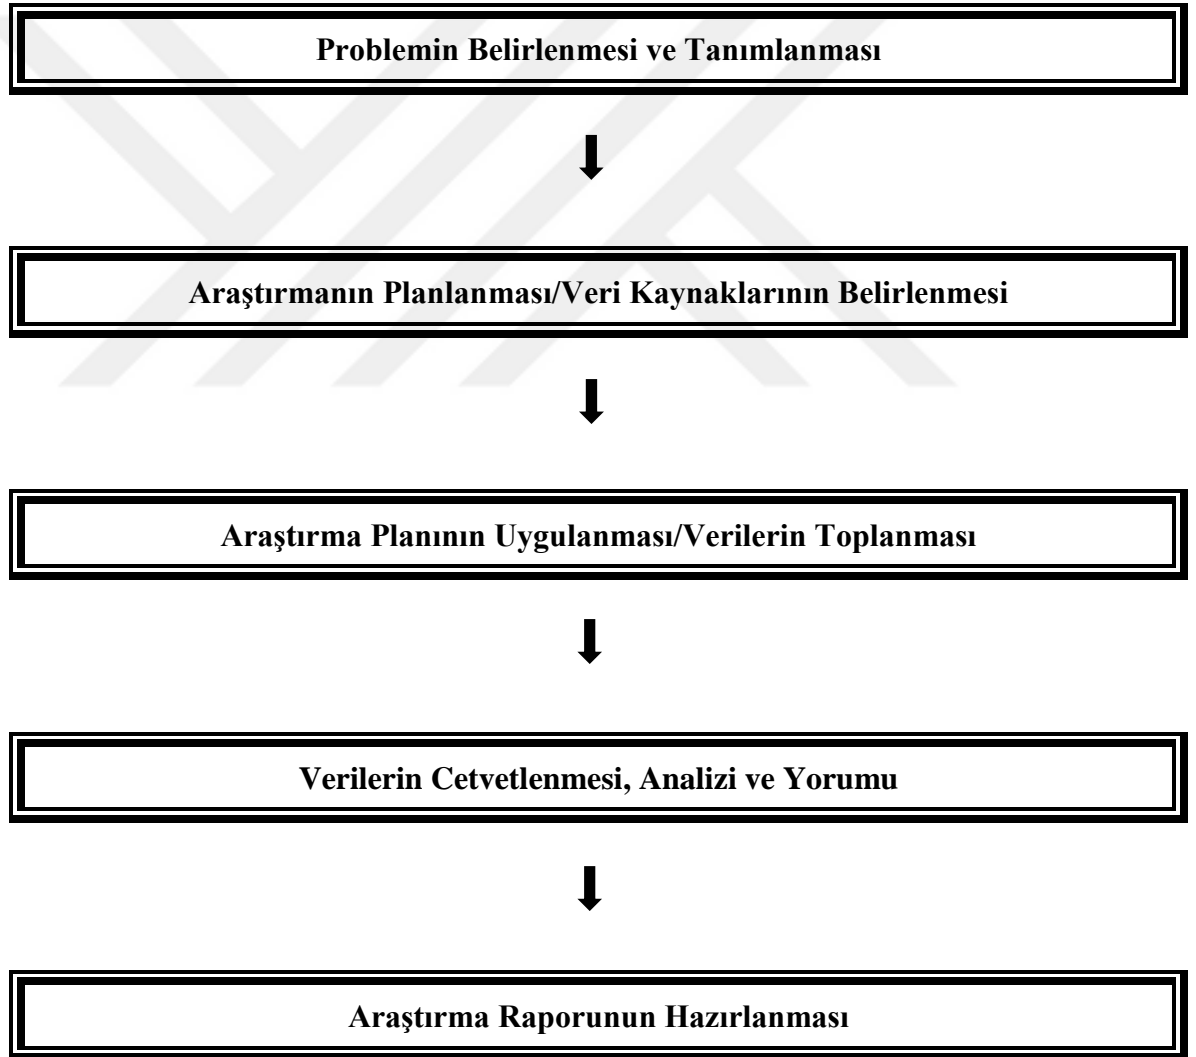 Problemin Belirlenmesi ve Tanımlanması
Araştırmanın Planlanması/Veri Kaynaklarının Belirlenmesi
Araştırma Planının Uygulanması/Verilerin Toplanması
Verilerin Cetvetlenmesi, Analizi ve Yorumu
Araştırma Raporunun Hazırlanması